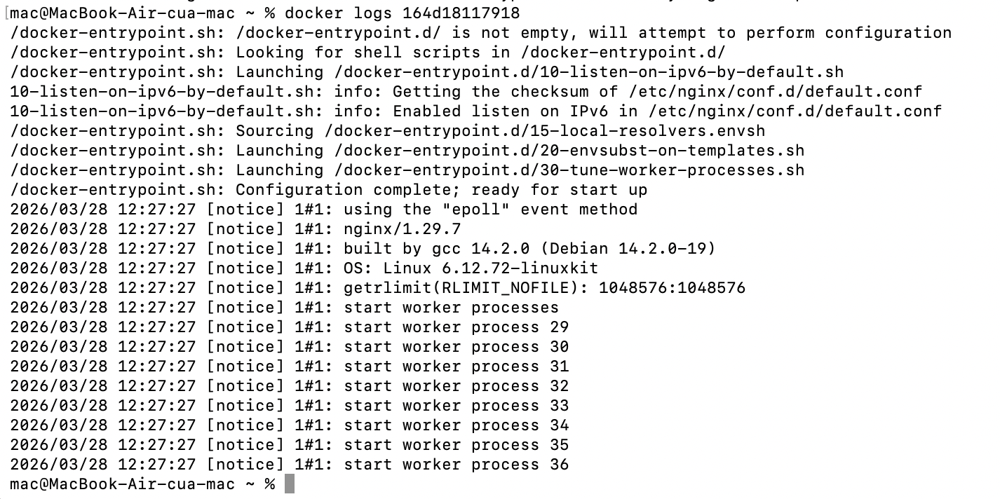 [mac@MacBook-Air-cua-mac ~ % docker logs 164d18117918
/docker-entrypoint.sh: /docker-entrypoint.d/ is not empty, will attempt to perform configuration
/docker-entrypoint.sh: Looking for shell scripts in /docker-entrypoint.d/
/docker-entrypoint.sh: Launching /docker-entrypoint.d/10-listen-on-ipv6-by-default.sh
10-listen-on-ipv6-by-default.sh: info: Getting the checksum of /etc/nginx/conf.d/default.conf
10-listen-on-ipv6-by-default.sh: info: Enabled listen on IPv6 in /etc/nginx/conf.d/default.conf
/docker-entrypoint.sh: Sourcing /docker-entrypoint.d/15-local-resolvers.envsh
/docker-entrypoint.sh: Launching /docker-entrypoint.d/20-envsubst-on-templates.sh
/docker-entrypoint.sh: Launching /docker-entrypoint.d/30-tune-worker-processes.sh
/docker-entrypoint.sh: Configuration complete; ready for start up
2026/03/28 12:27:27 [notice] 1#1: using the "epoll" event method
2026/03/28 12:27:27 [notice] 1#1: nginx/1.29.7
2026/03/28 12:27:27 [notice] 1#1: built by gcc 14.2.0 (Debian 14.2.0-19)
2026/03/28 12:27:27 [notice] 1#1: OS: Linux 6.12.72-linuxkit
2026/03/28 12:27:27 [notice] 1#1: getrlimit(RLIMIT_NOFILE): 1048576:1048576
2026/03/28 12:27:27 [notice] 1#1: start worker processes
2026/03/28 12:27:27 [notice] 1#1: start worker process 29
2026/03/28 12:27:27 [notice] 1#1: start worker process 30
2026/03/28 12:27:27 [notice] 1#1: start worker process 31
2026/03/28 12:27:27 [notice] 1#1: start worker process 32
2026/03/28 12:27:27 [notice] 1#1: start worker process 33
2026/03/28 12:27:27 [notice] 1#1: start worker process 34
2026/03/28 12:27:27 [notice] 1#1: start worker process 35
2026/03/28 12:27:27 [notice] 1#1: start worker process 36
mac@MacBook-Air-cua-mac ~ %